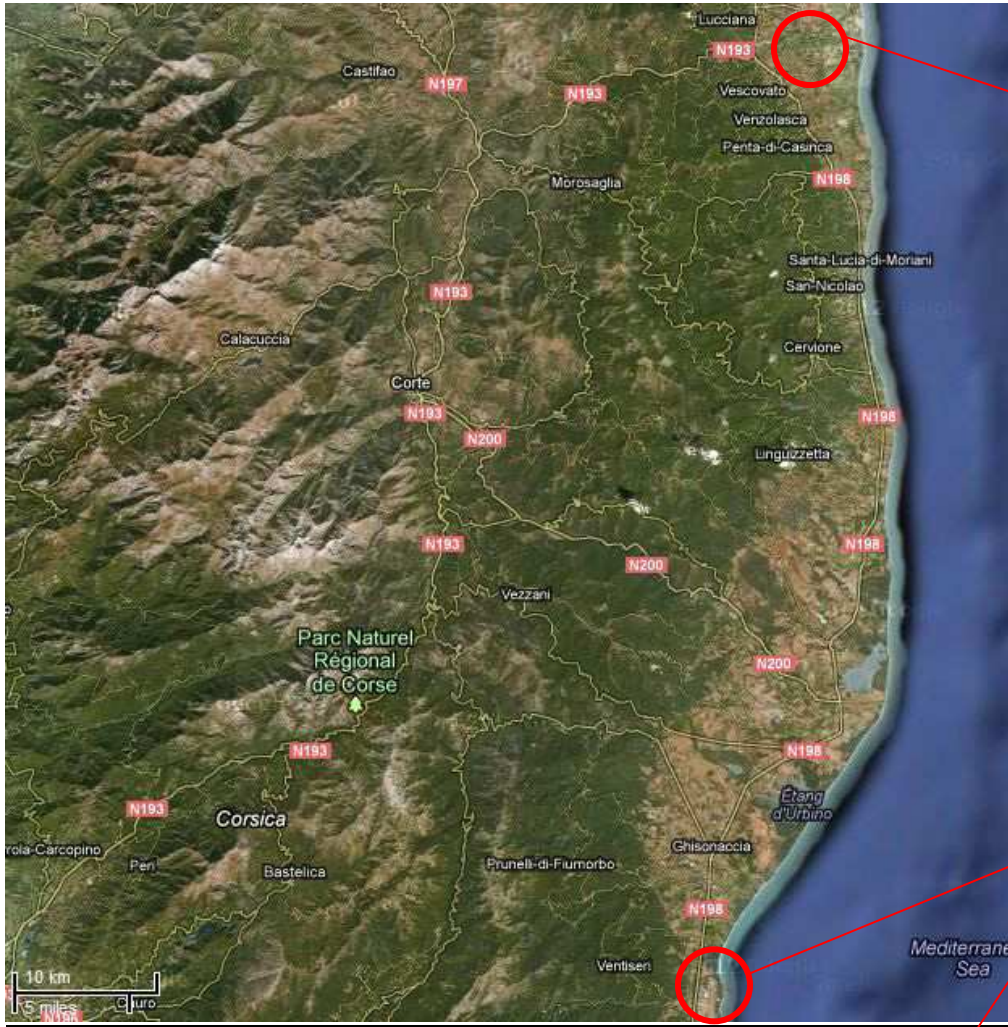 Lucciana
N193
Castifao
N197
N193
Vescovato
Venzolasca
Penta-di-Casinca
N198
Morosaglia
Santa-Lucia-di-Moriani
San-Nicolao
N193
Calacuccia
Cervione
Corte
N193
N198
N200
Linguizzetta
N193
N198
N200
Vezzani
Parc Naturel
Régional
de Corse
N200
N193
N198
N193
Étang
d'Urbino
Corsica
Ghisonaccia
Peri
Bastelica
Prunelli-di-Fiumorbo
N198
Mediterrane
Sea
Ventiseri
10 km
5 miles